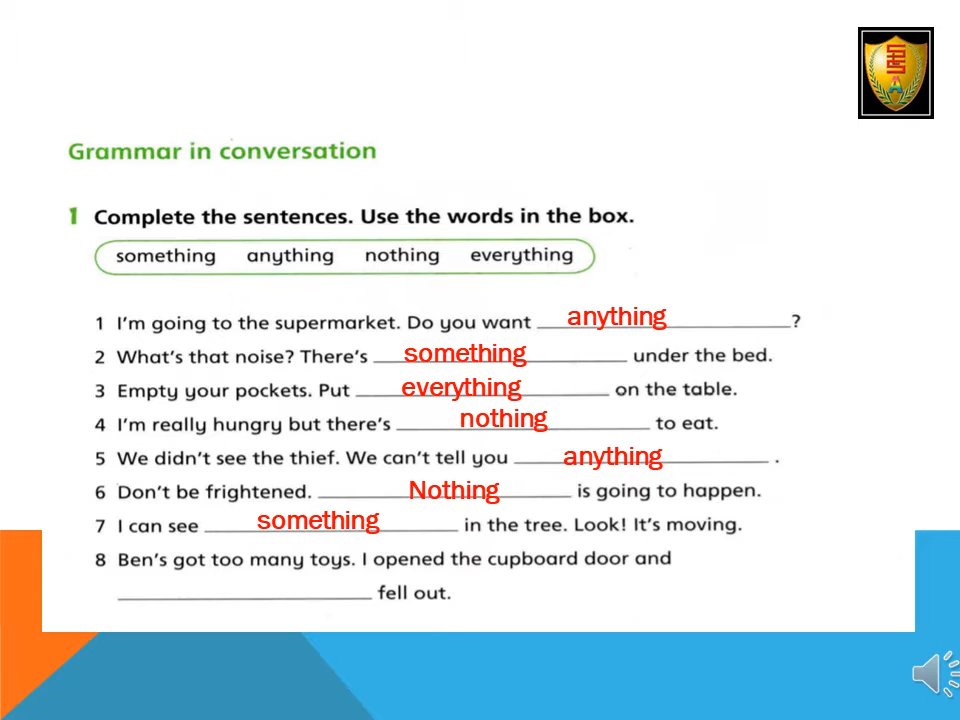 Grammar in conversation
1 Complete the sentences. Use the words in the box.
something anything nothing everything
1 I'm going to the supermarket. Do you want anything ?
2 What's that noise? There's something under the bed.
3 Empty your pockets. Put everything on the table.
4 I'm really hungry but there's nothing to eat.
5 We didn't see the thief. We can't tell you anything .
6 Don't be frightened. Nothing is going to happen.
7 I can see something in the tree. Look! It's moving.
8 Ben's got too many toys. I opened the cupboard door and
____________ fell out.